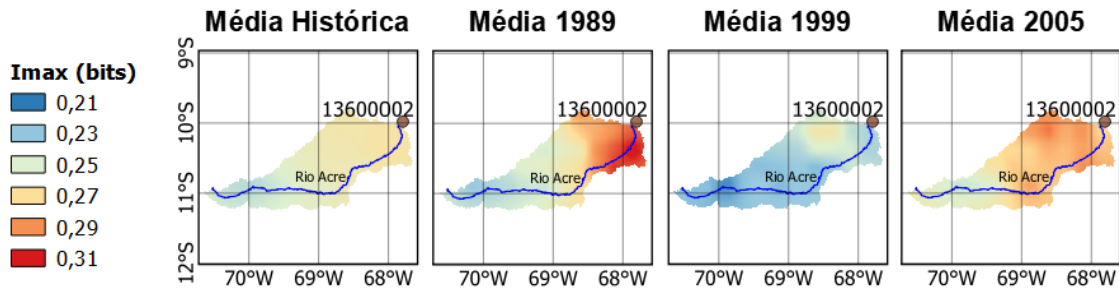 Média Histórica
Média 1989
Média 1999
Média 2005
Imax (bits)
0,21
0,23
0,25
0,27
0,29
0,31
9°S
10°S
11°S
12°S
13600002
Rio Acre
70°W 69°W 68°W
13600002
Rio Acre
70°W 69°W 68°W
13600002
Rio Acre
70°W 69°W 68°W
13600002
Rio Acre
70°W 69°W 68°W